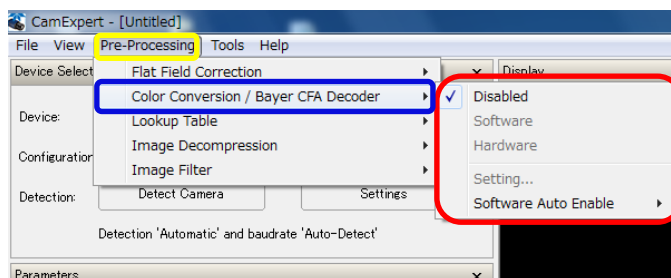 CamExpert - [Untitled]
File View Pre-Processing Tools Help
Device Select
Display
Flat Field Correction
Color Conversion / Bayer CFA Decoder
Disabled
Device:
Lookup Table
Software
Image Decompression
Hardware
Configuration
Image Filter
Setting...
Detection:
Detect Camera
Settings
Software Auto Enable
Detection 'Automatic' and baudrate 'Auto-Detect'
Parameters